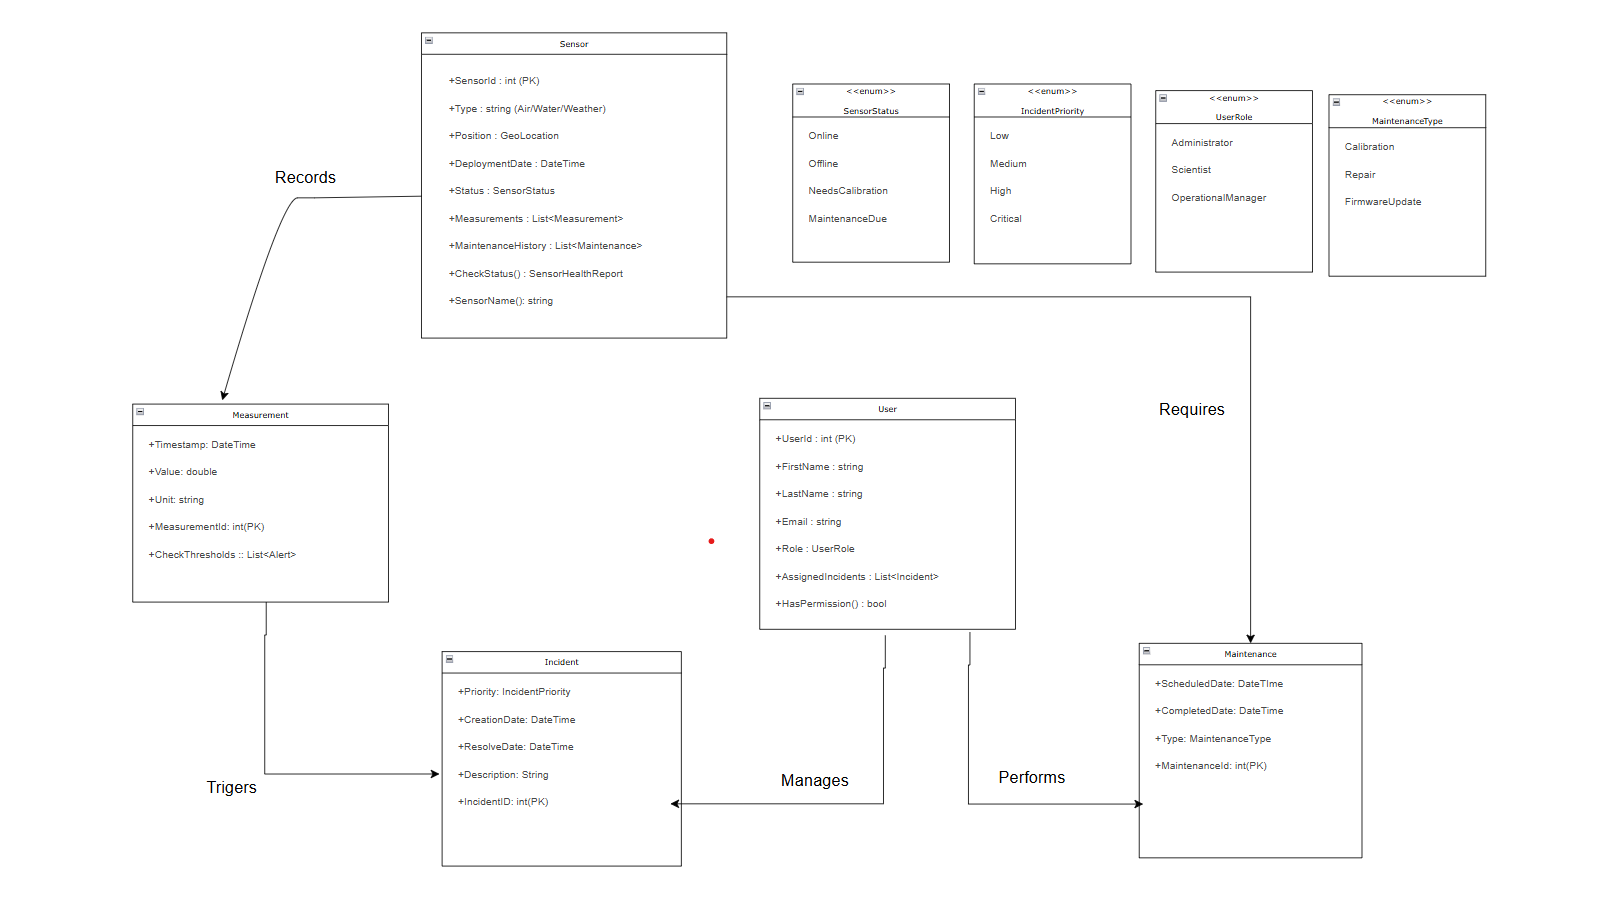 Sensor
+SensorId : int (PK)
+Type : string (Air/Water/Weather)
+Position : GeoLocation
+DeploymentDate : DateTime
+Status : SensorStatus
+Measurements : List<Measurement>
+MaintenanceHistory : List<Maintenance>
+CheckStatus() : SensorHealthReport
+SensorName(): string
<<enum>>
SensorStatus
Online
Offline
NeedsCalibration
MaintenanceDue
<<enum>>
IncidentPriority
Low
Medium
High
Critical
<<enum>>
UserRole
Administrator
Scientist
OperationalManager
<<enum>>
MaintenanceType
Calibration
Repair
FirmwareUpdate
Records
Requires
Measurement
+Timestamp: DateTime
+Value: double
+Unit: string
+MeasurementId: int(PK)
+CheckThresholds :: List<Alert>
User
+UserId : int (PK)
+FirstName : string
+LastName : string
+Email : string
+Role : UserRole
+AssignedIncidents : List<Incident>
+HasPermission() : bool
Incident
+Priority: IncidentPriority
+CreationDate: DateTime
+ResolveDate: DateTime
+Description: String
+IncidentID: int(PK)
Maintenance
+ScheduledDate: DateTIme
+CompletedDate: DateTime
+Type: MaintenanceType
+MaintenanceId: int(PK)
Trigers
Manages
Performs